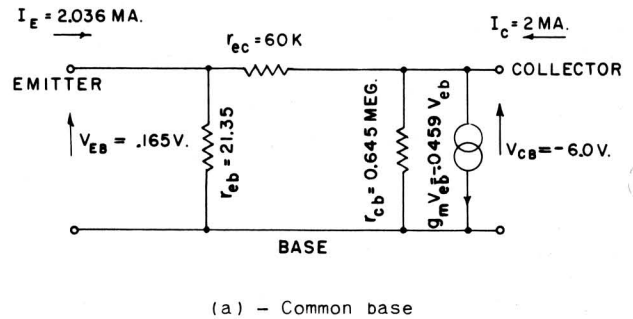 I_E = 2.036 MA.
I_C = 2 MA.
r_ec = 60 K
EMITTER
COLLECTOR
V_EB = .165 V.
r_eb = 21.35
r_cb = 0.645 MEG.
g_m V_eb = -.0459 V_eb
V_CB = -6.0 V.
BASE
(a) - Common base